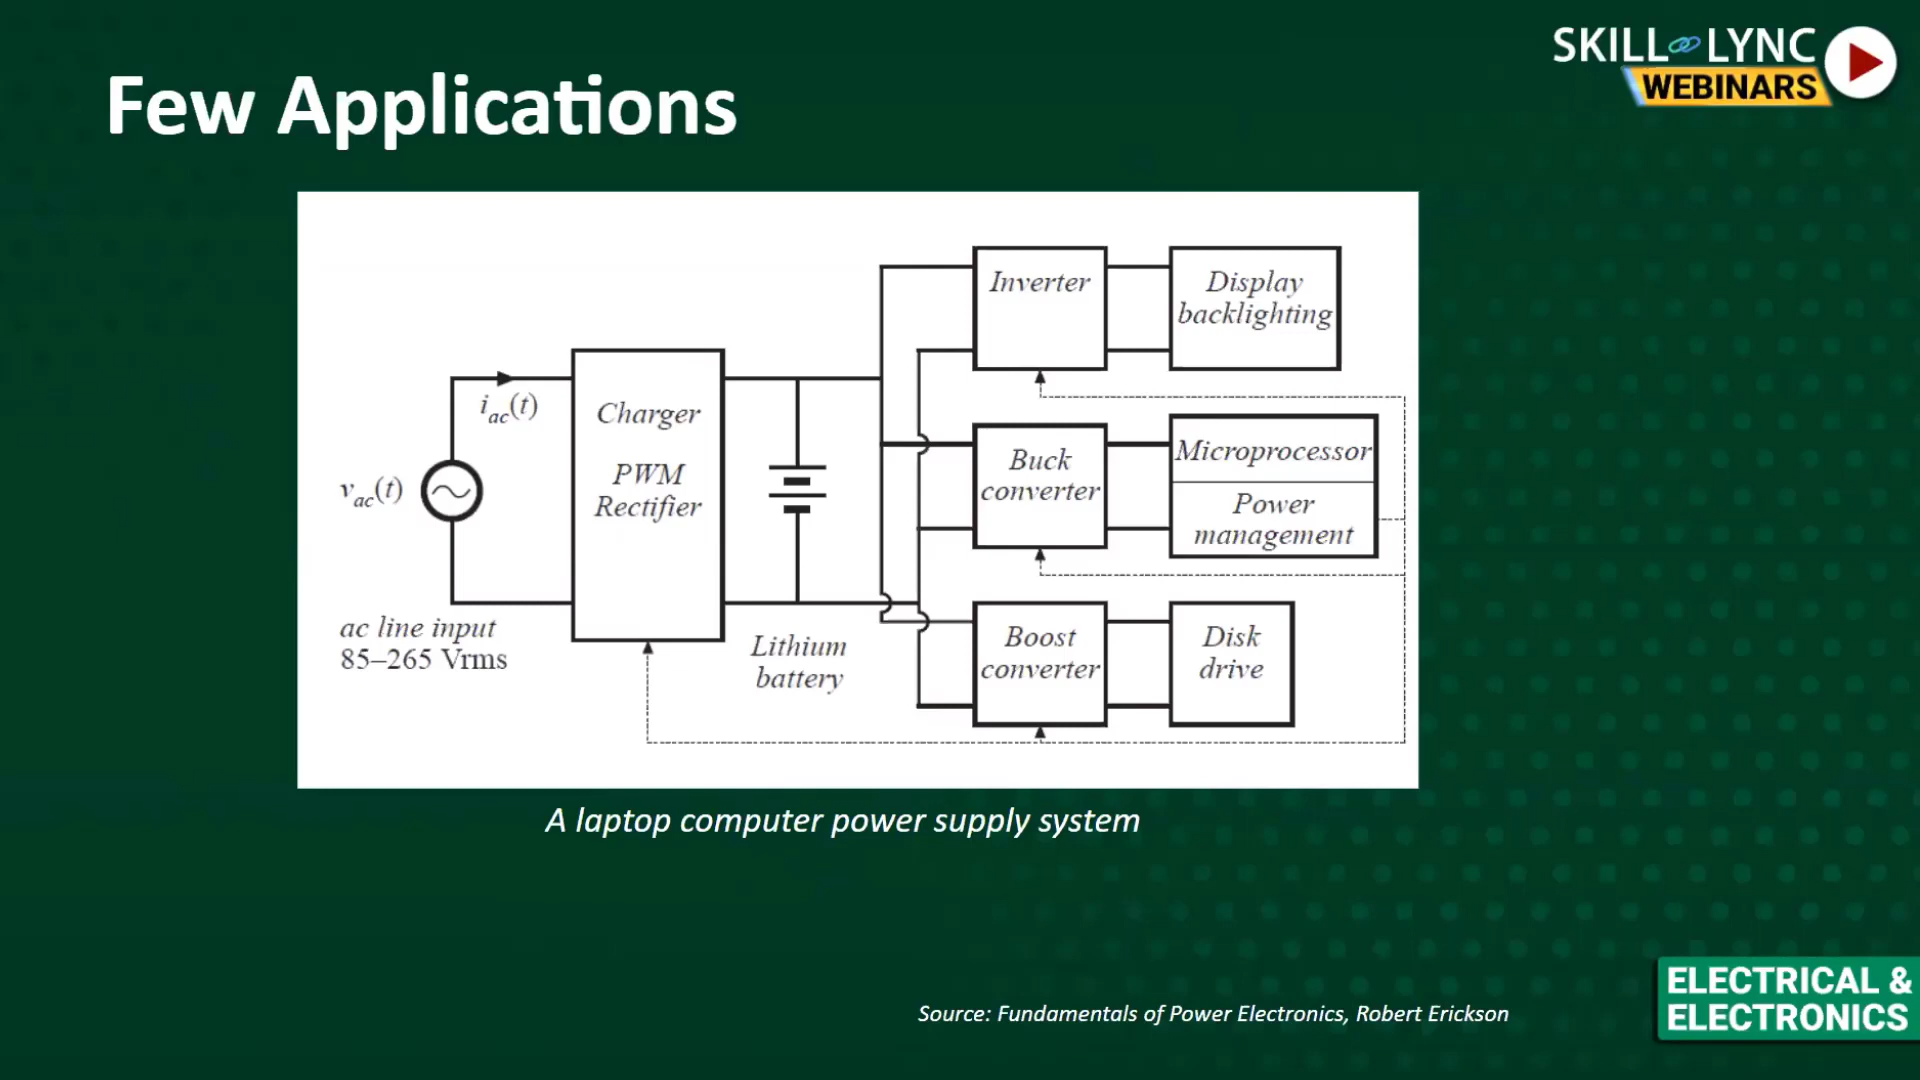 SKILL LYNC
WEBINARS
Few Applications
Inverter
Display
backlighting
i_ac(t)
Charger
PWM
Rectifier
v_ac(t)
Buck
converter
Microprocessor
Power
management
ac line input
85–265 Vrms
Lithium
battery
Boost
converter
Disk
drive
A laptop computer power supply system
Source: Fundamentals of Power Electronics, Robert Erickson
ELECTRICAL &
ELECTRONICS